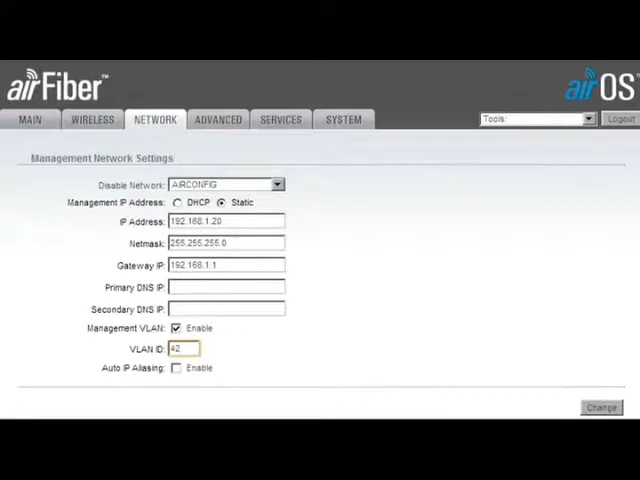 airFiber™ airOS
MAIN WIRELESS NETWORK ADVANCED SERVICES SYSTEM Tools: Logout
Management Network Settings
Disable Network: AIRCONFIG
Management IP Address: DHCP Static
IP Address: 192.168.1.20
Netmask: 255.255.255.0
Gateway IP: 192.168.1.1
Primary DNS IP:
Secondary DNS IP:
Management VLAN: Enable
VLAN ID: 42
Auto IP Aliasing: Enable
Change